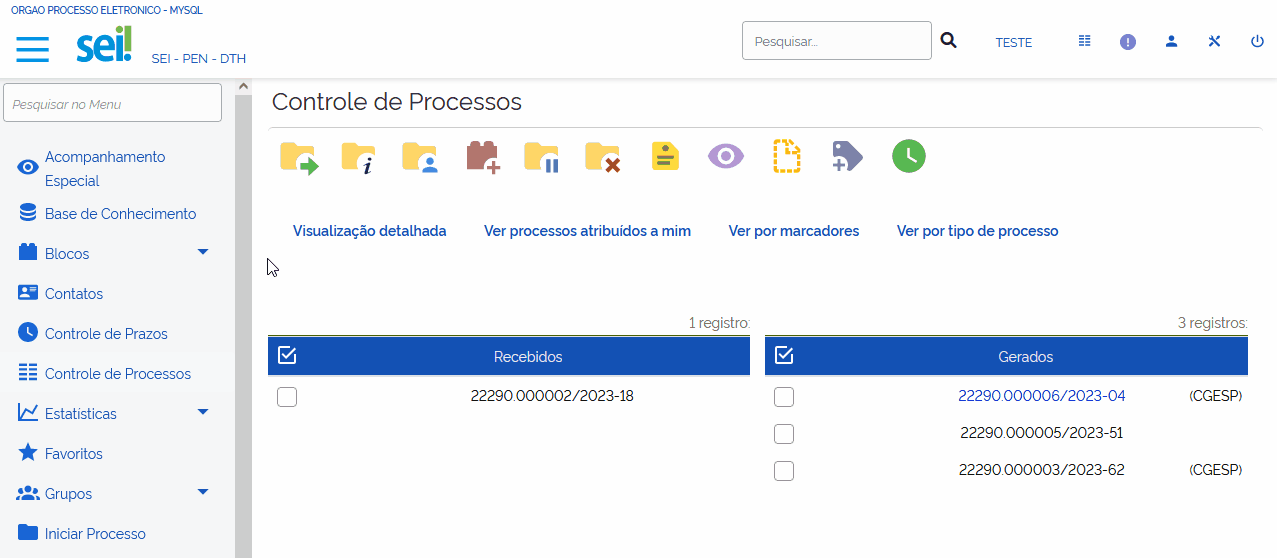 ORGAO PROCESSO ELETRONICO - MYSQL
sei!
SEI - PEN - DTH
Pesquisar...
TESTE
Pesquisar no Menu
Acompanhamento
Especial
Base de Conhecimento
Blocos
Contatos
Controle de Prazos
Controle de Processos
Estatísticas
Favoritos
Grupos
Iniciar Processo
Controle de Processos
Visualização detalhada
Ver processos atribuídos a mim
Ver por marcadores
Ver por tipo de processo
1 registro:
Recebidos
22290.000002/2023-18
3 registros:
Gerados
22290.000006/2023-04 (CGESP)
22290.000005/2023-51
22290.000003/2023-62 (CGESP)